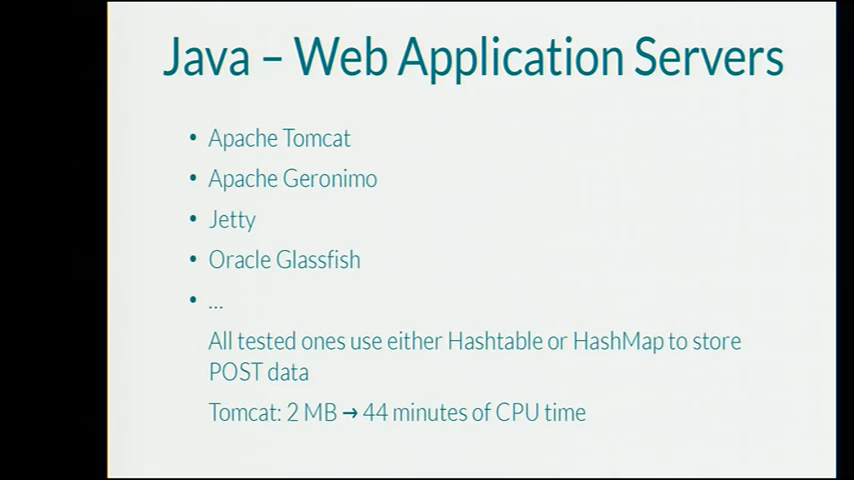 Java – Web Application Servers
• Apache Tomcat
• Apache Geronimo
• Jetty
• Oracle Glassfish
• ...
All tested ones use either Hashtable or HashMap to store
POST data
Tomcat: 2 MB → 44 minutes of CPU time